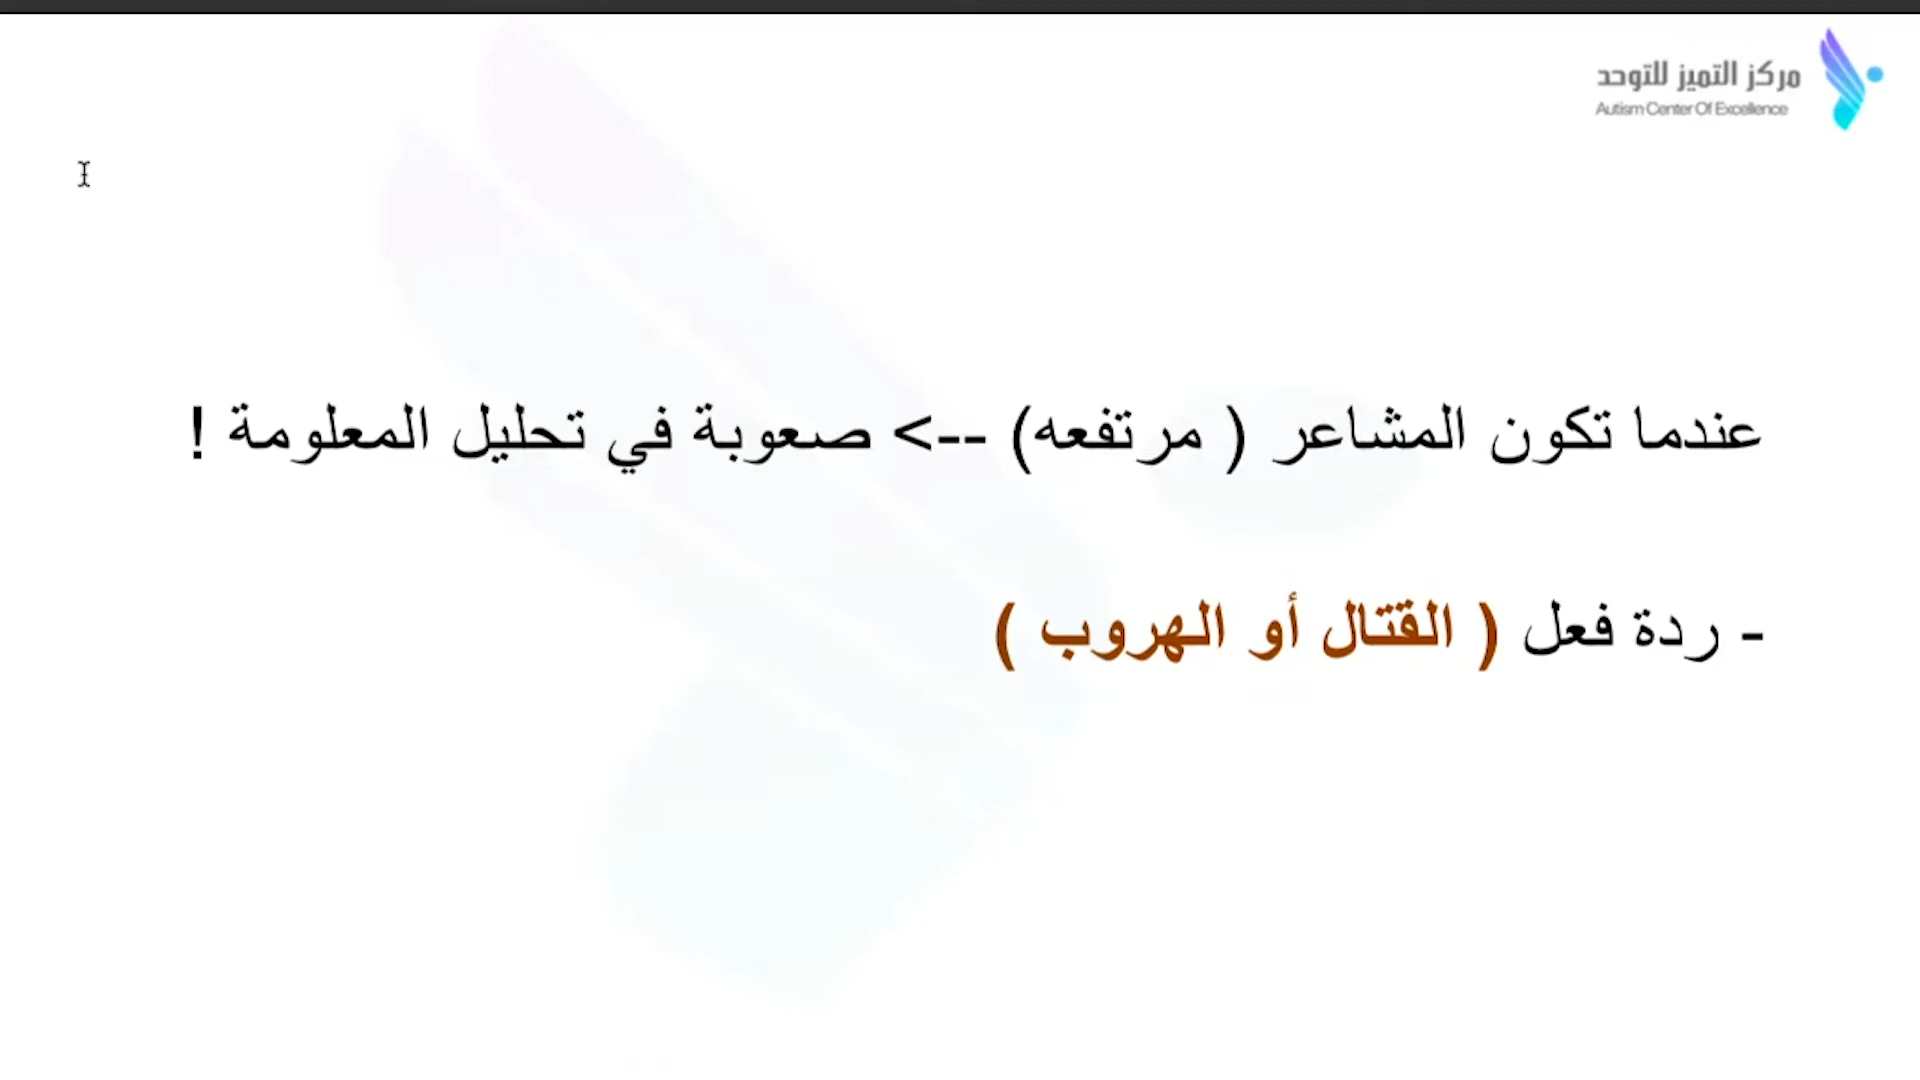 مركز التميز للتوحد
Autism Center Of Excellence
عندما تكون المشاعر ( مرتفعه) --> صعوبة في تحليل المعلومة !
- ردة فعل ( القتال أو الهروب )